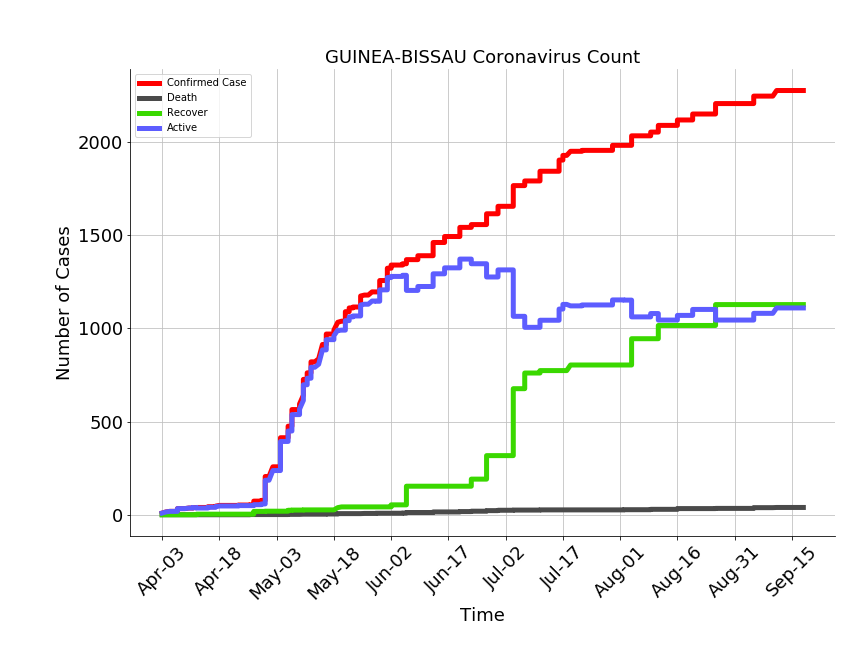 GUINEA-BISSAU Coronavirus Count
Confirmed Case
Death
Recover
Active
2000
1500
1000
500
0
Number of Cases
Apr-03
Apr-18
May-03
May-18
Jun-02
Jun-17
Jul-02
Jul-17
Aug-01
Aug-16
Aug-31
Sep-15
Time